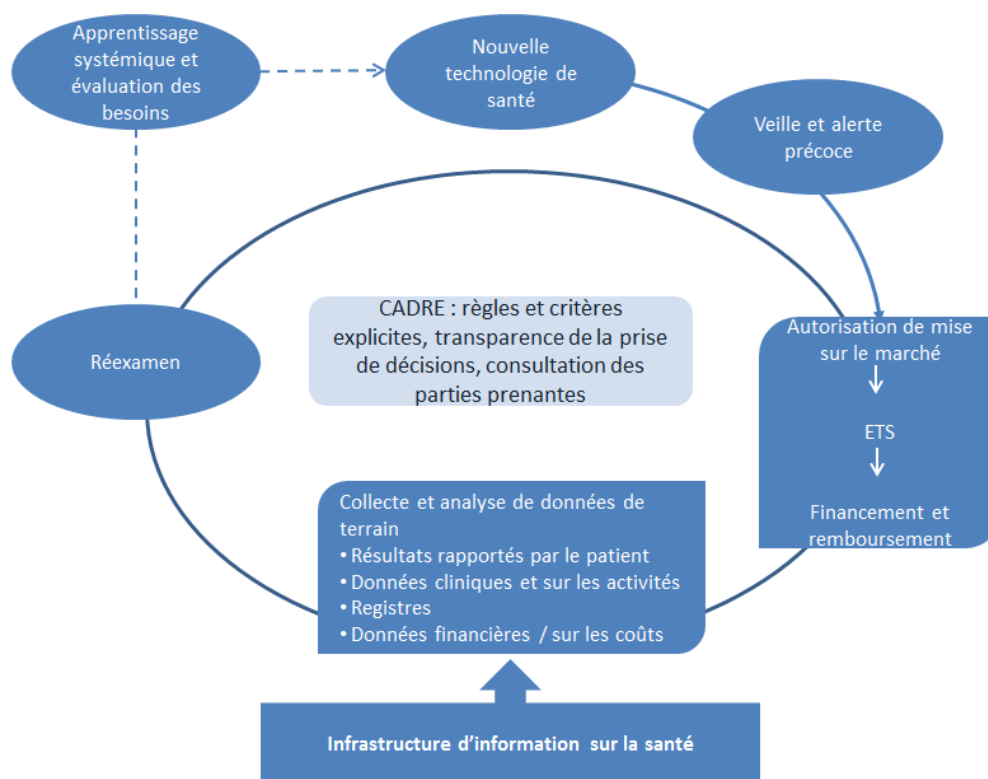 Apprentissage
systémique et
évaluation des
besoins
Nouvelle
technologie de
santé
Veille et alerte
précoce
CADRE : règles et critères
explicites, transparence de la prise
de décisions, consultation des
parties prenantes
Autorisation de mise
sur le marché
ETS
Financement et
remboursement
Réexamen
Collecte et analyse de données de
terrain
• Résultats rapportés par le patient
• Données cliniques et sur les activités
• Registres
• Données financières / sur les coûts
Infrastructure d’information sur la santé